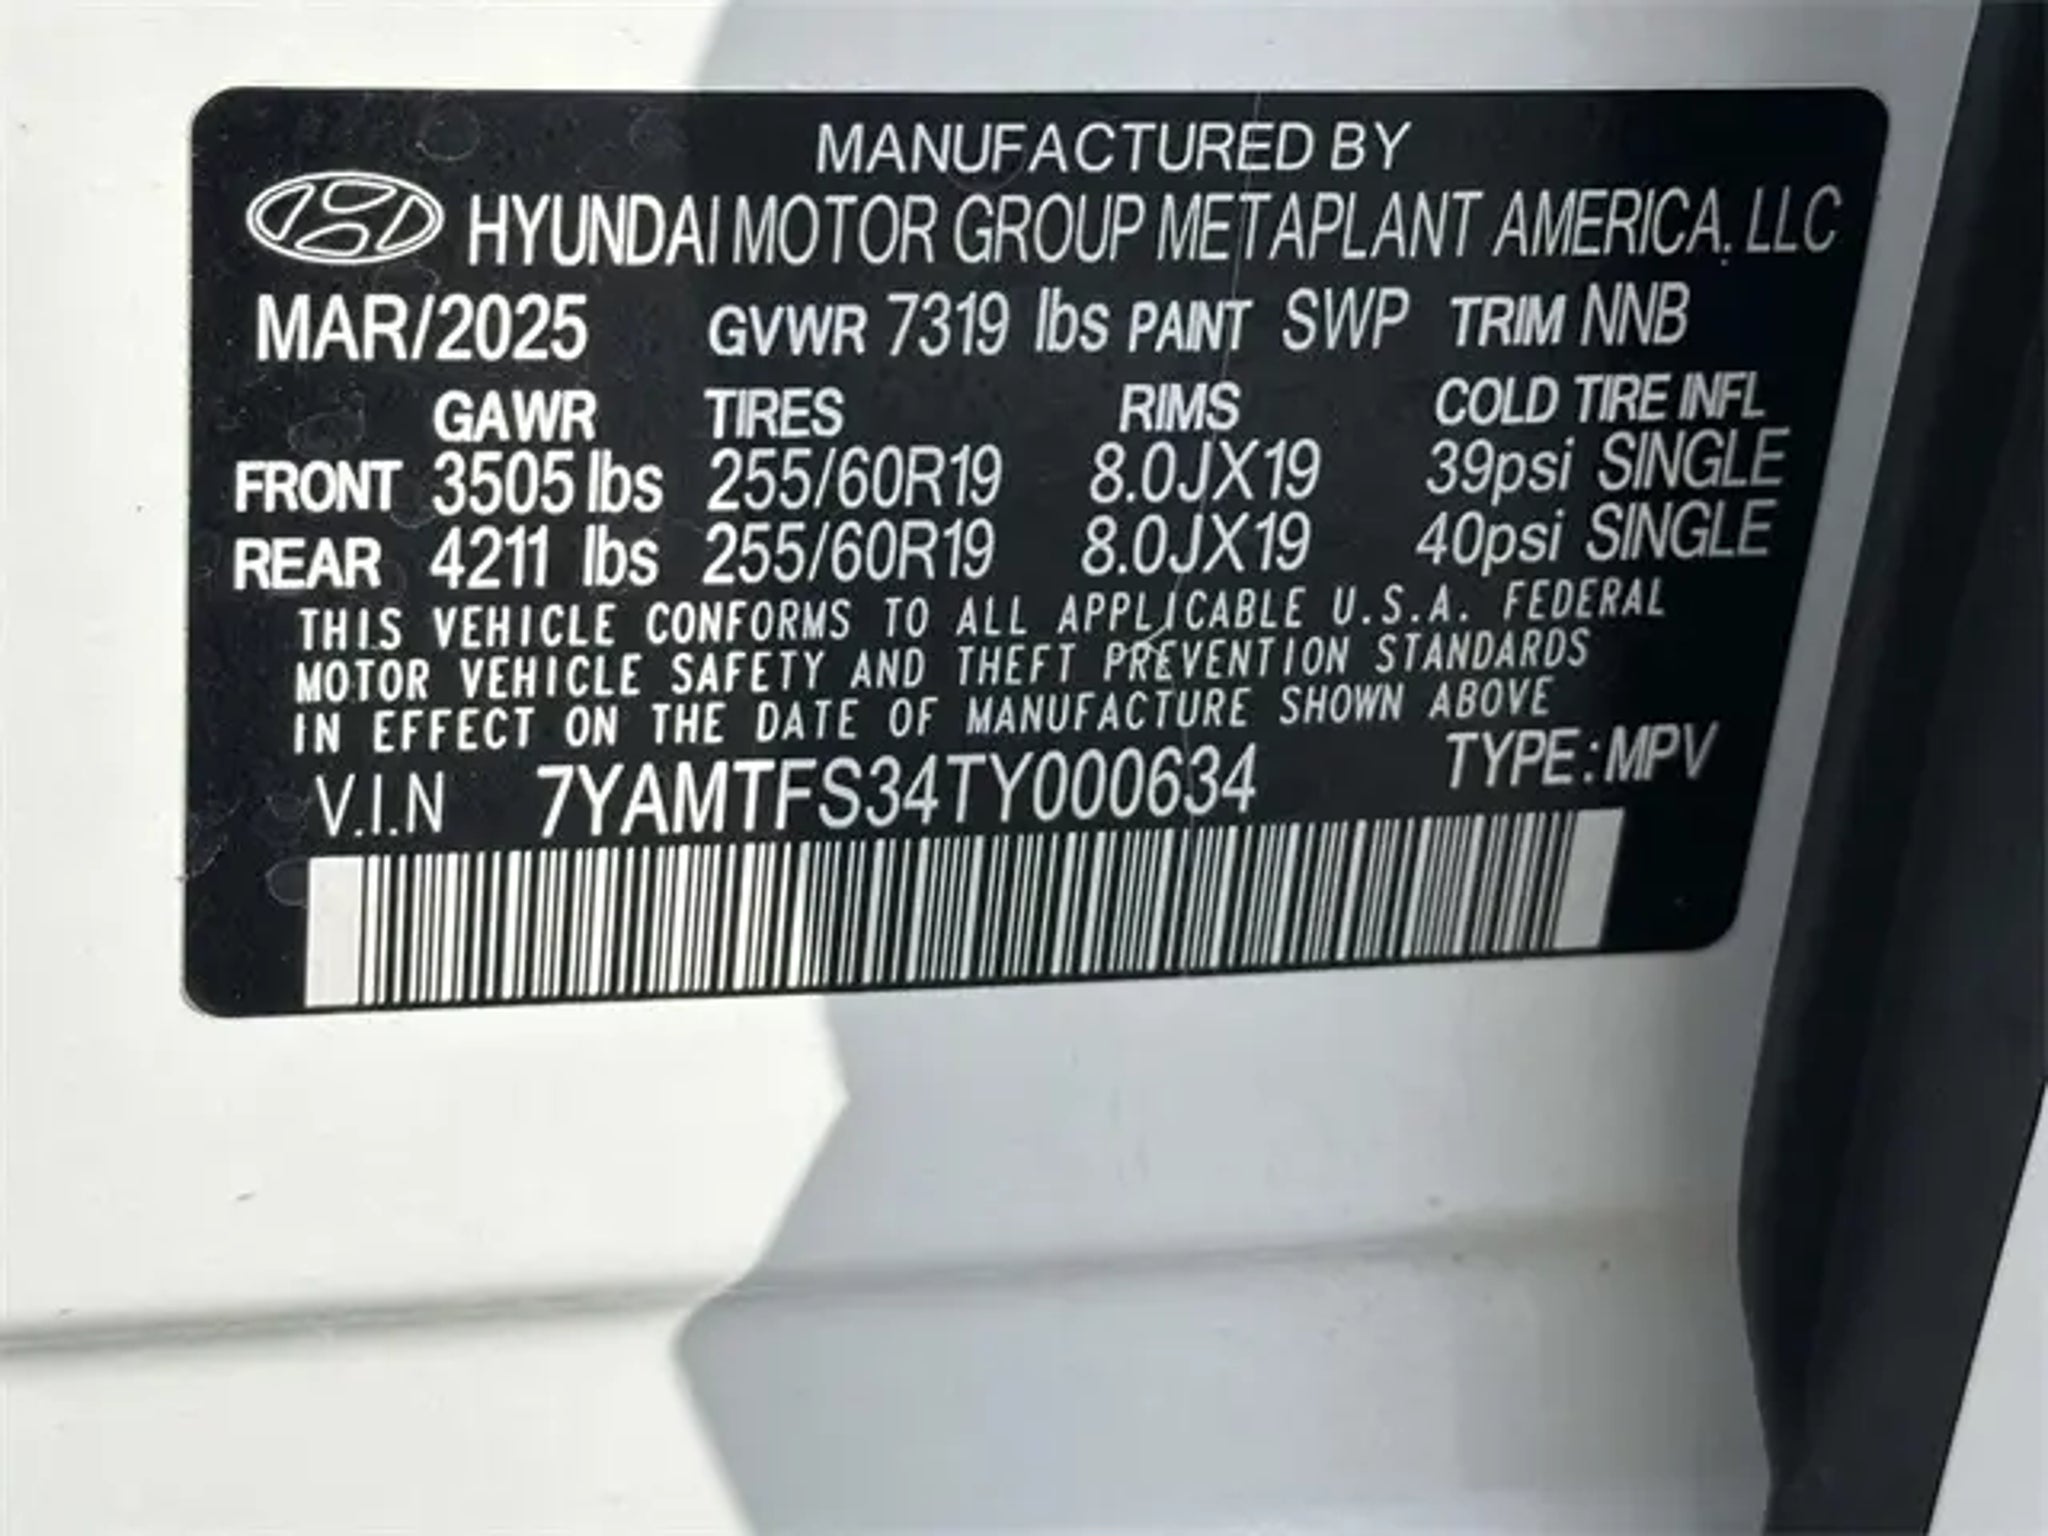 MANUFACTURED BY
HYUNDAI MOTOR GROUP METAPLANT AMERICA, LLC
MAR/2025 GVWR 7319 lbs PAINT SWP TRIM NNB
GAWR TIRES RIMS COLD TIRE INFL
FRONT 3505 lbs 255/60R19 8.0JX19 39psi SINGLE
REAR 4211 lbs 255/60R19 8.0JX19 40psi SINGLE
THIS VEHICLE CONFORMS TO ALL APPLICABLE U.S.A. FEDERAL
MOTOR VEHICLE SAFETY AND THEFT PREVENTION STANDARDS
IN EFFECT ON THE DATE OF MANUFACTURE SHOWN ABOVE
V.I.N 7YAMTFS34TY000634 TYPE: MPV